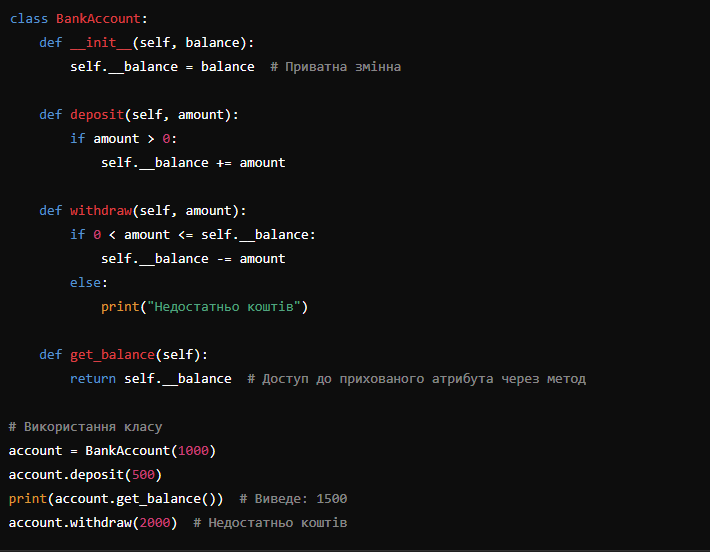 class BankAccount:
    def __init__(self, balance):
        self.__balance = balance  # Приватна змінна

    def deposit(self, amount):
        if amount > 0:
            self.__balance += amount

    def withdraw(self, amount):
        if 0 < amount <= self.__balance:
            self.__balance -= amount
        else:
            print("Недостатньо коштів")

    def get_balance(self):
        return self.__balance  # Доступ до прихованого атрибута через метод

# Використання класу
account = BankAccount(1000)
account.deposit(500)
print(account.get_balance())  # Виведе: 1500
account.withdraw(2000)  # Недостатньо коштів